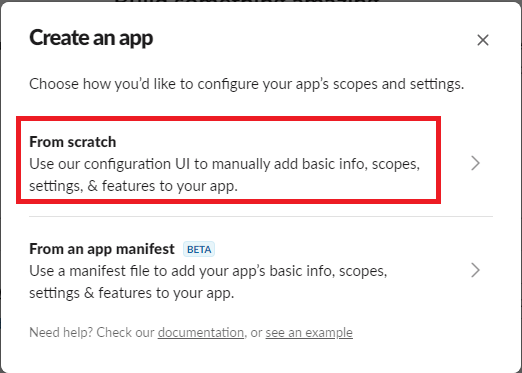 Build something amazing
Create an app
Choose how you'd like to configure your app's scopes and settings.
From scratch
Use our configuration UI to manually add basic info, scopes,
settings, & features to your app.
From an app manifest BETA
Use a manifest file to add your app's basic info, scopes,
settings & features to your app.
Need help? Check our documentation, or see an example